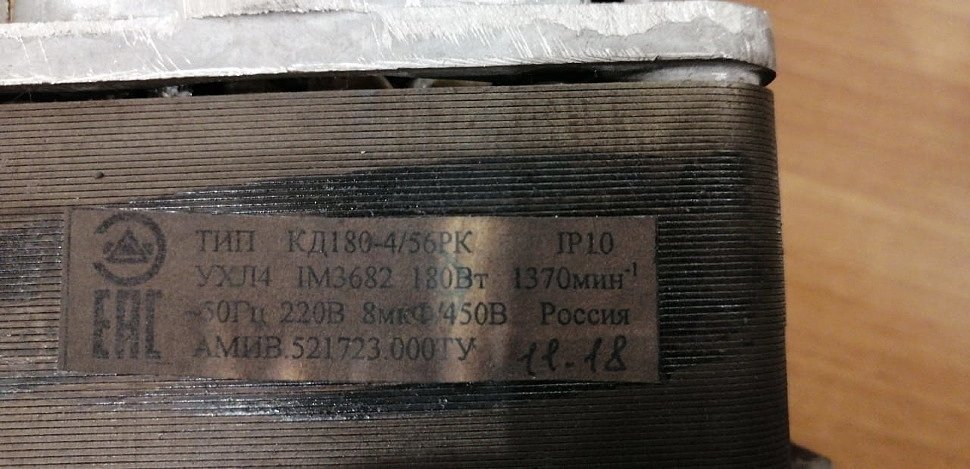 ТИП КД180-4/56РК IP10
УХЛ4 IM3682 180Вт 1370мин⁻¹
~50Гц 220В 8мкФ/450В Россия
ЕАС АМИВ.521723.000ТУ 11.18